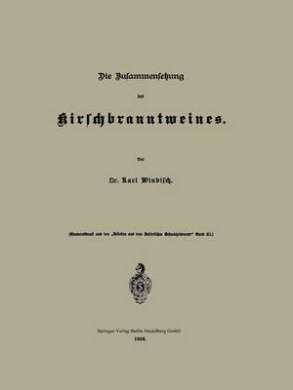 Die Zusammensetzung
des
Kirschbranntweines.
Von
Dr. Karl Windisch.
(Sonderabdruck aus den „Arbeiten aus dem Kaiserlichen Gesundheitsamte“ Band XI.)
Springer-Verlag Berlin Heidelberg GmbH
1895.